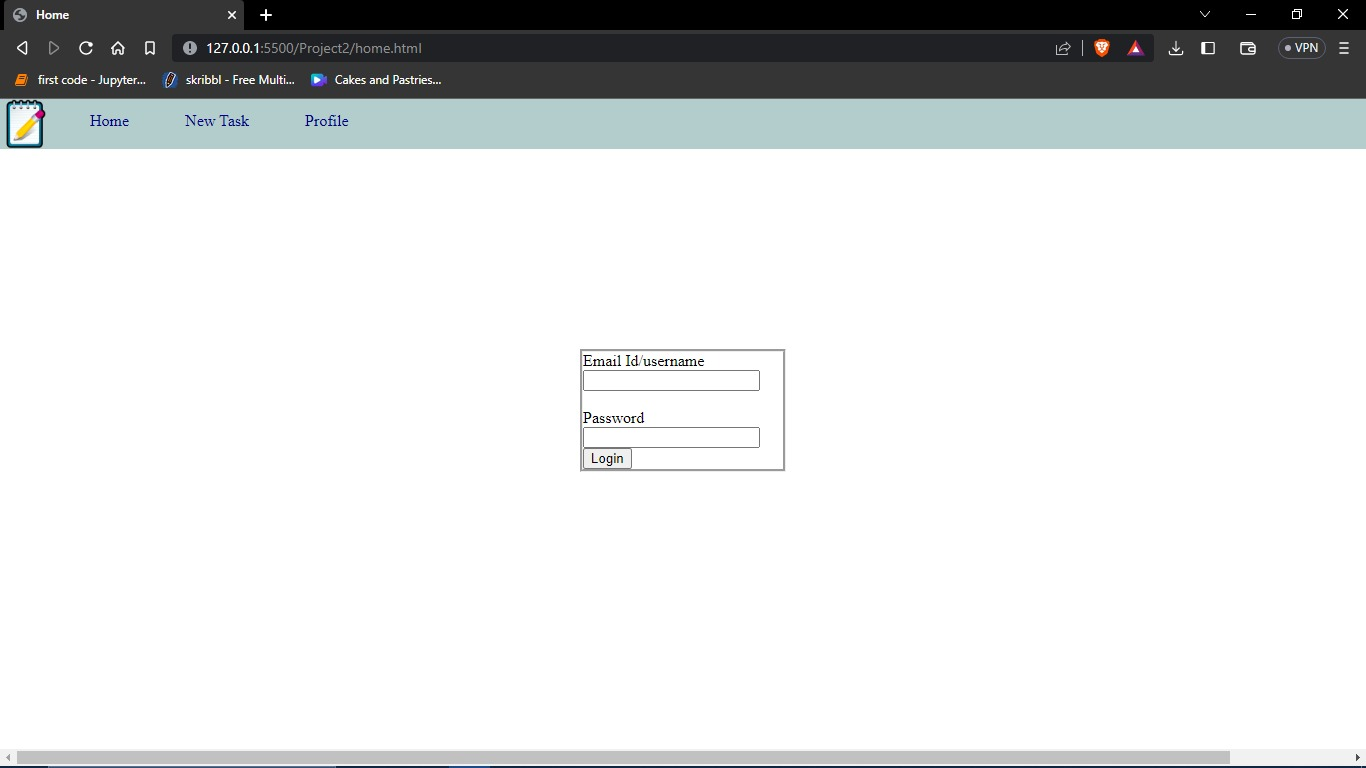 Home
127.0.0.1:5500/Project2/home.html
VPN
first code - Jupyter... skribbl - Free Multi... Cakes and Pastries...
Home New Task Profile
Email Id/username
Password
Login